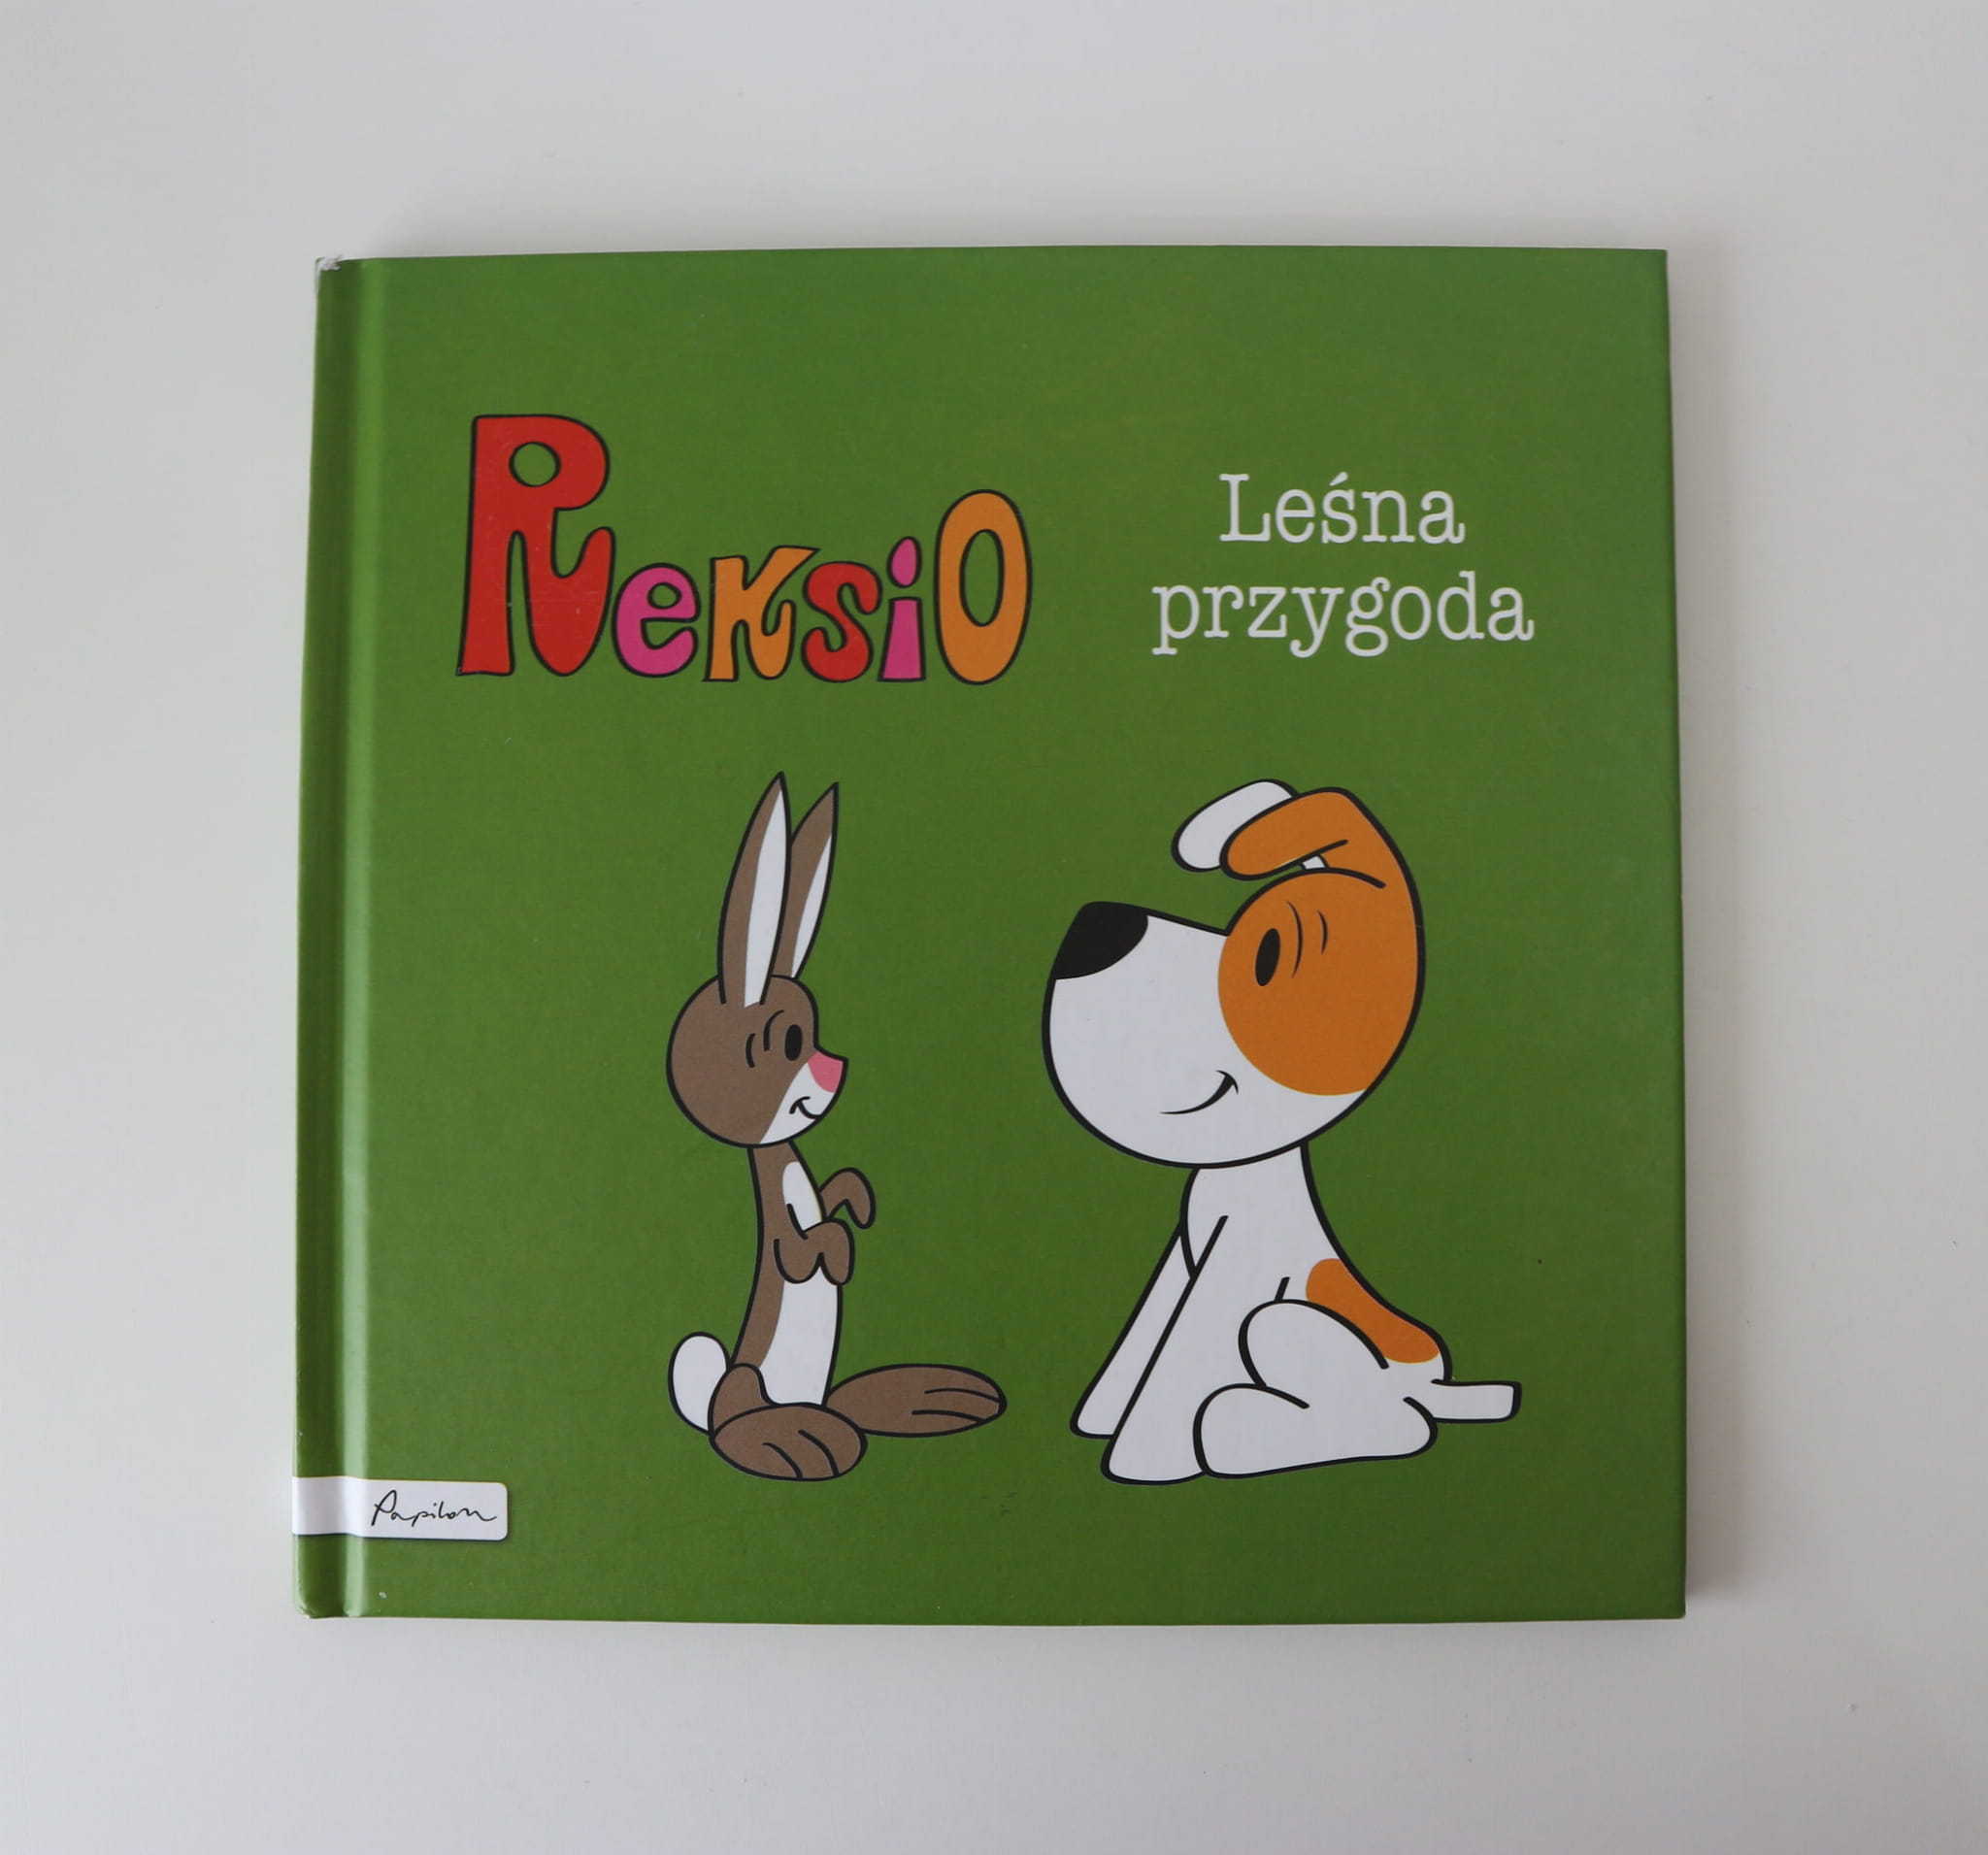 Reksio
Leśna
przygoda
Papilon